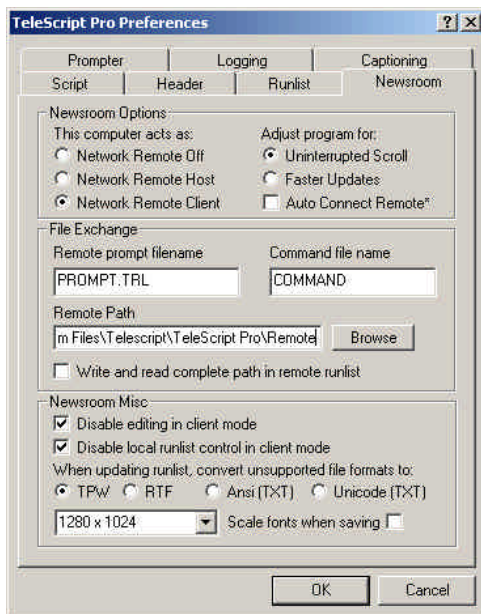 TeleScript Pro Preferences
Prompter Logging Captioning
Script Header Runlist Newsroom
Newsroom Options
This computer acts as: Adjust program for:
Network Remote Off Uninterrupted Scroll
Network Remote Host Faster Updates
Network Remote Client Auto Connect Remote*
File Exchange
Remote prompt filename Command file name
PROMPT.TRL COMMAND
Remote Path
m Files\Telescript\TeleScript Pro\Remote Browse
Write and read complete path in remote runlist
Newsroom Misc
Disable editing in client mode
Disable local runlist control in client mode
When updating runlist, convert unsupported file formats to:
TPW RTF Ansi (TXT) Unicode (TXT)
1280 x 1024 Scale fonts when saving
OK Cancel